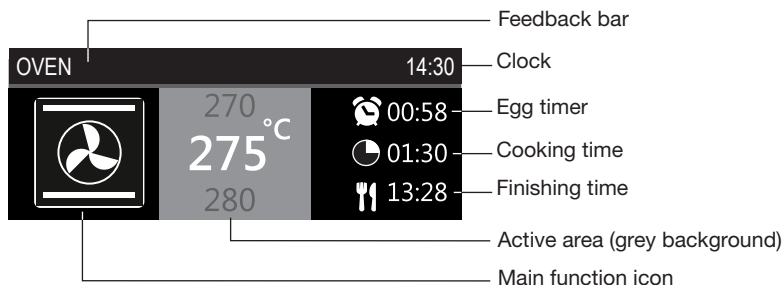 Feedback bar
OVEN 14:30
Clock
270
275 °C
280
00:58
Egg timer
01:30
Cooking time
13:28
Finishing time
Active area (grey background)
Main function icon